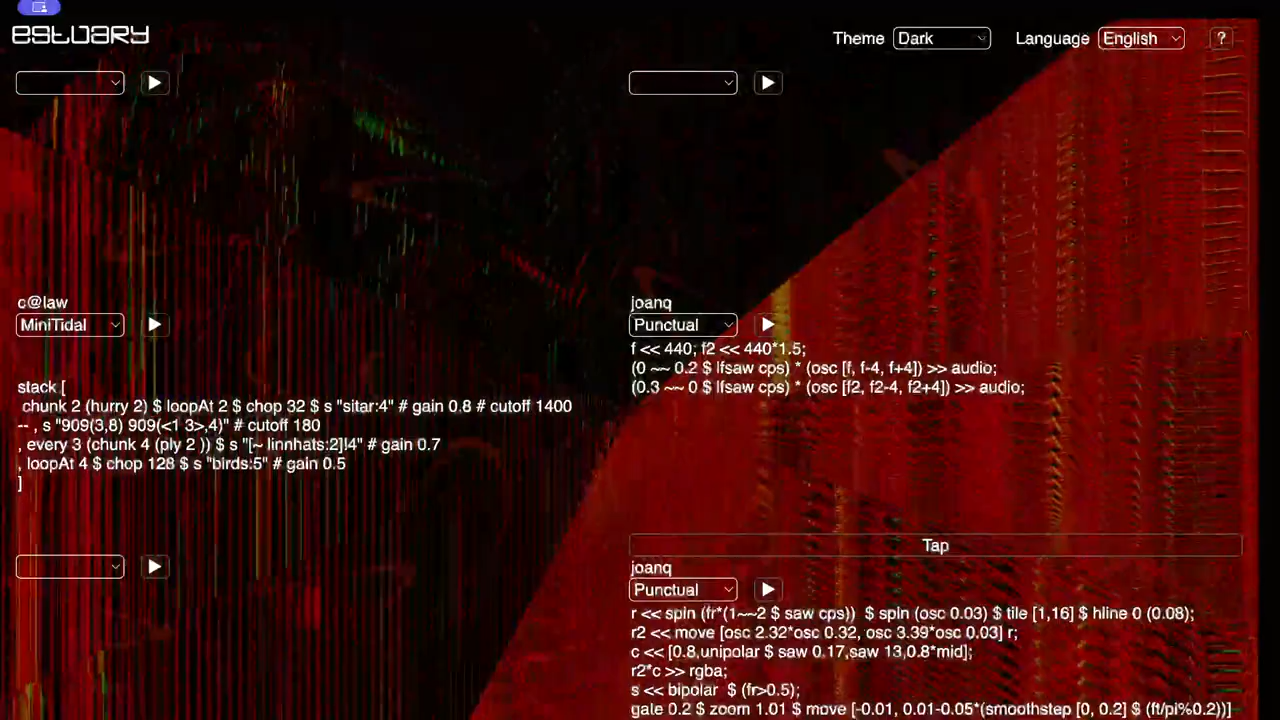 estuary
Theme Dark Language English ?
c@law
MiniTidal
stack [
chunk 2 (hurry 2) $ loopAt 2 $ chop 32 $ s "sitar:4" # gain 0.8 # cutoff 1400
-- , s "909(3,8) 909(<1 3>,4)" # cutoff 180
, every 3 (chunk 4 (ply 2 )) $ s "[~ linnhats:2]!4" # gain 0.7
, loopAt 4 $ chop 128 $ s "birds:5" # gain 0.5
]
joanq
Punctual
f << 440; f2 << 440*1.5;
(0 ~~ 0.2 $ lfsaw cps) * (osc [f, f-4, f+4]) >> audio;
(0.3 ~~ 0 $ lfsaw cps) * (osc [f2, f2-4, f2+4]) >> audio;
Tap
joanq
Punctual
r << spin (fr*(1~~2 $ saw cps))  $ spin (osc 0.03) $ tile [1,16] $ hline 0 (0.08);
r2 << move [osc 2.32*osc 0.32, osc 3.39*osc 0.03] r;
c << [0.8,unipolar $ saw 0.17,saw 13,0.8*mid];
r2*c >> rgba;
s << bipolar  $ (fr>0.5);
gate 0.2 $ zoom 1.01 $ move [-0.01, 0.01-0.05*(smoothstep [0, 0.2] $ (ft/pi%0.2))]